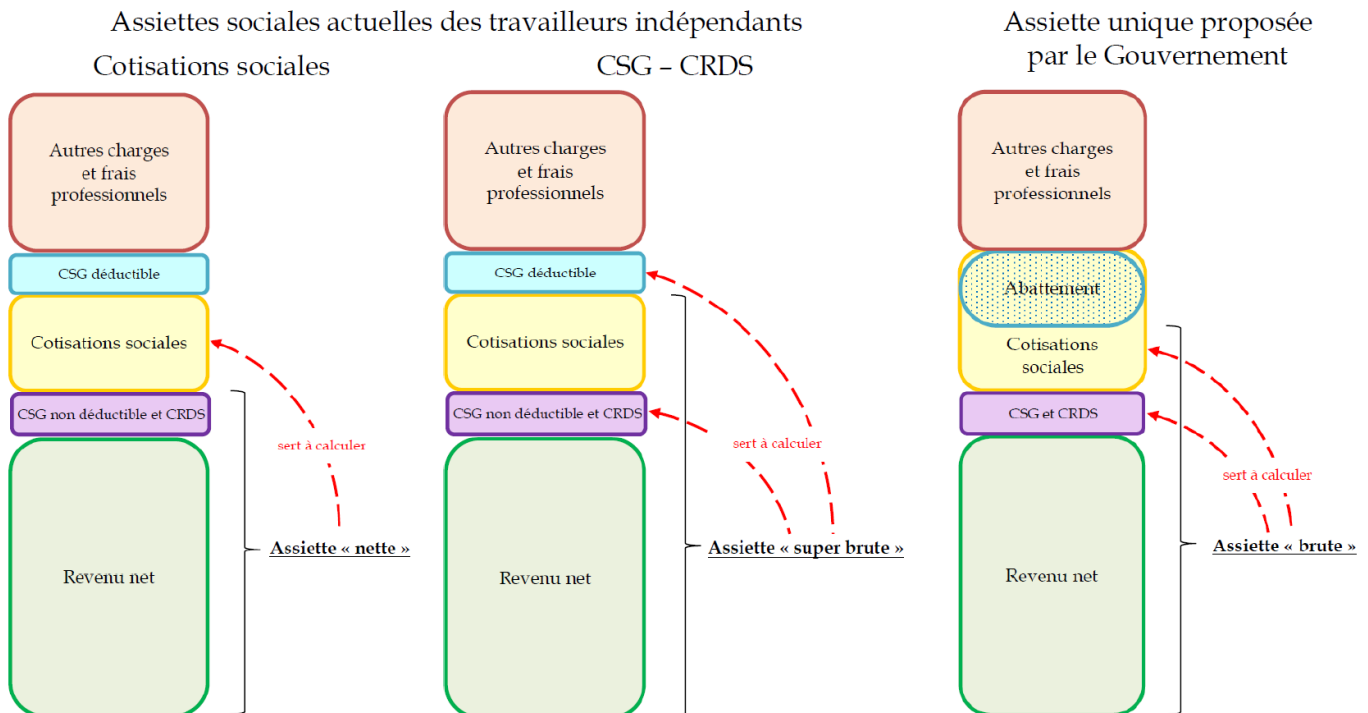 Assiettes sociales actuelles des travailleurs indépendants
Cotisations sociales
Autres charges
et frais
professionnels
CSG déductible
Cotisations sociales
CSG non déductible et CRDS
sert à calculer
Assiette « nette »
Revenu net
CSG – CRDS
Autres charges
et frais
professionnels
CSG déductible
Cotisations sociales
CSG non déductible et CRDS
sert à calculer
Assiette « super brute »
Revenu net
Assiette unique proposée
par le Gouvernement
Autres charges
et frais
professionnels
Abattement
Cotisations
sociales
CSG et CRDS
sert à calculer
Assiette « brute »
Revenu net